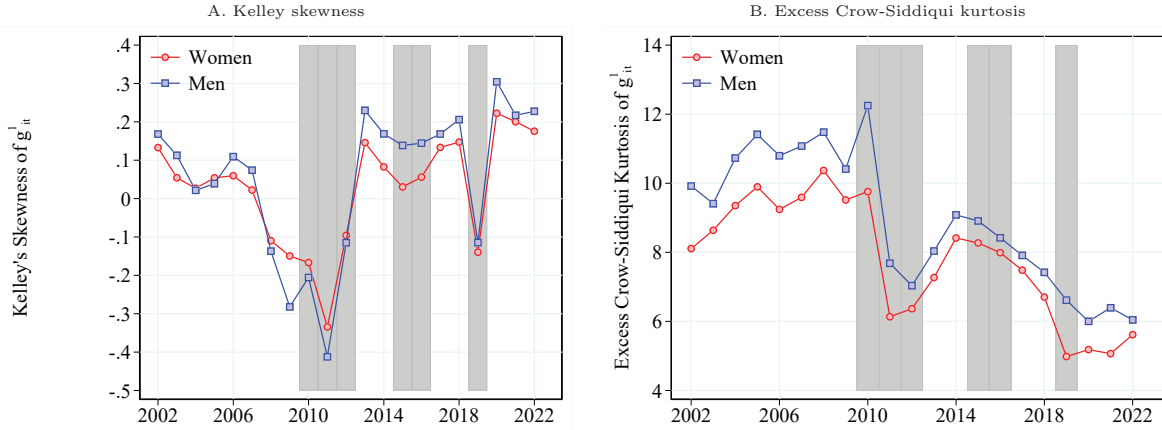 A. Kelley skewness
Kelley's Skewness of g¹ᵢₜ
.4
.3
.2
.1
0
-.1
-.2
-.3
-.4
-.5
Women
Men
2002 2006 2010 2014 2018 2022
B. Excess Crow-Siddiqui kurtosis
Excess Crow-Siddiqui Kurtosis of g¹ᵢₜ
14
12
10
8
6
4
Women
Men
2002 2006 2010 2014 2018 2022